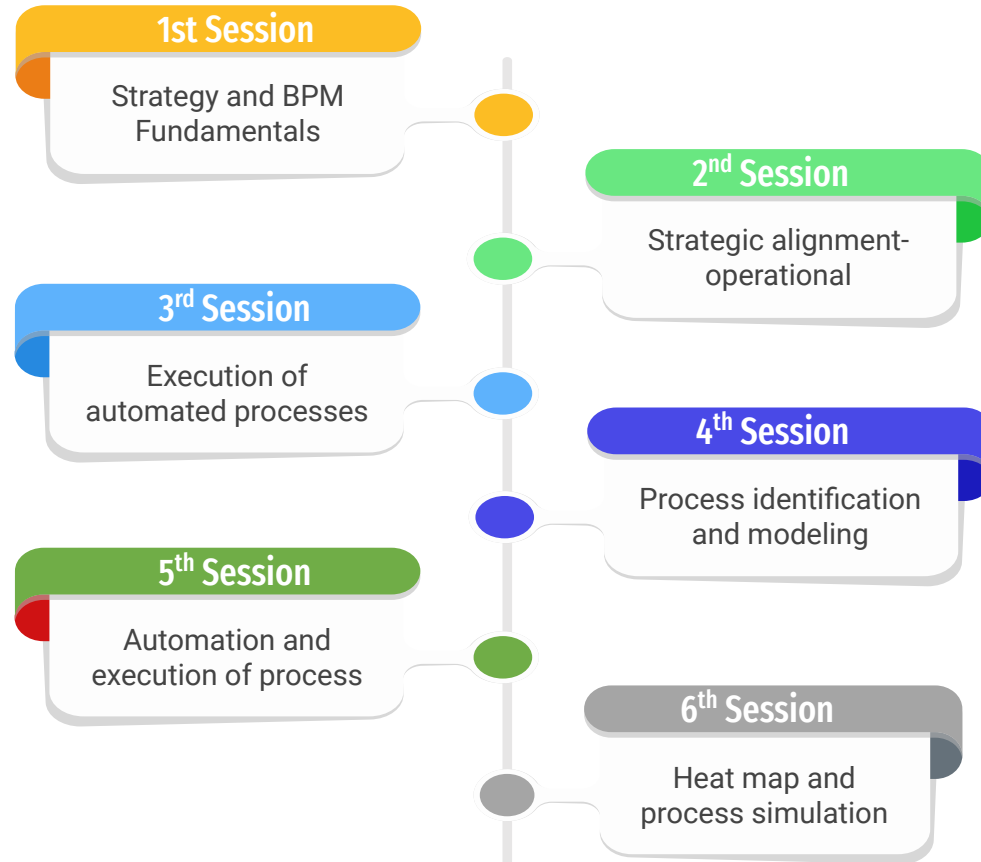 1st Session
Strategy and BPM
Fundamentals
2nd Session
Strategic alignment-
operational
3rd Session
Execution of
automated processes
4th Session
Process identification
and modeling
5th Session
Automation and
execution of process
6th Session
Heat map and
process simulation